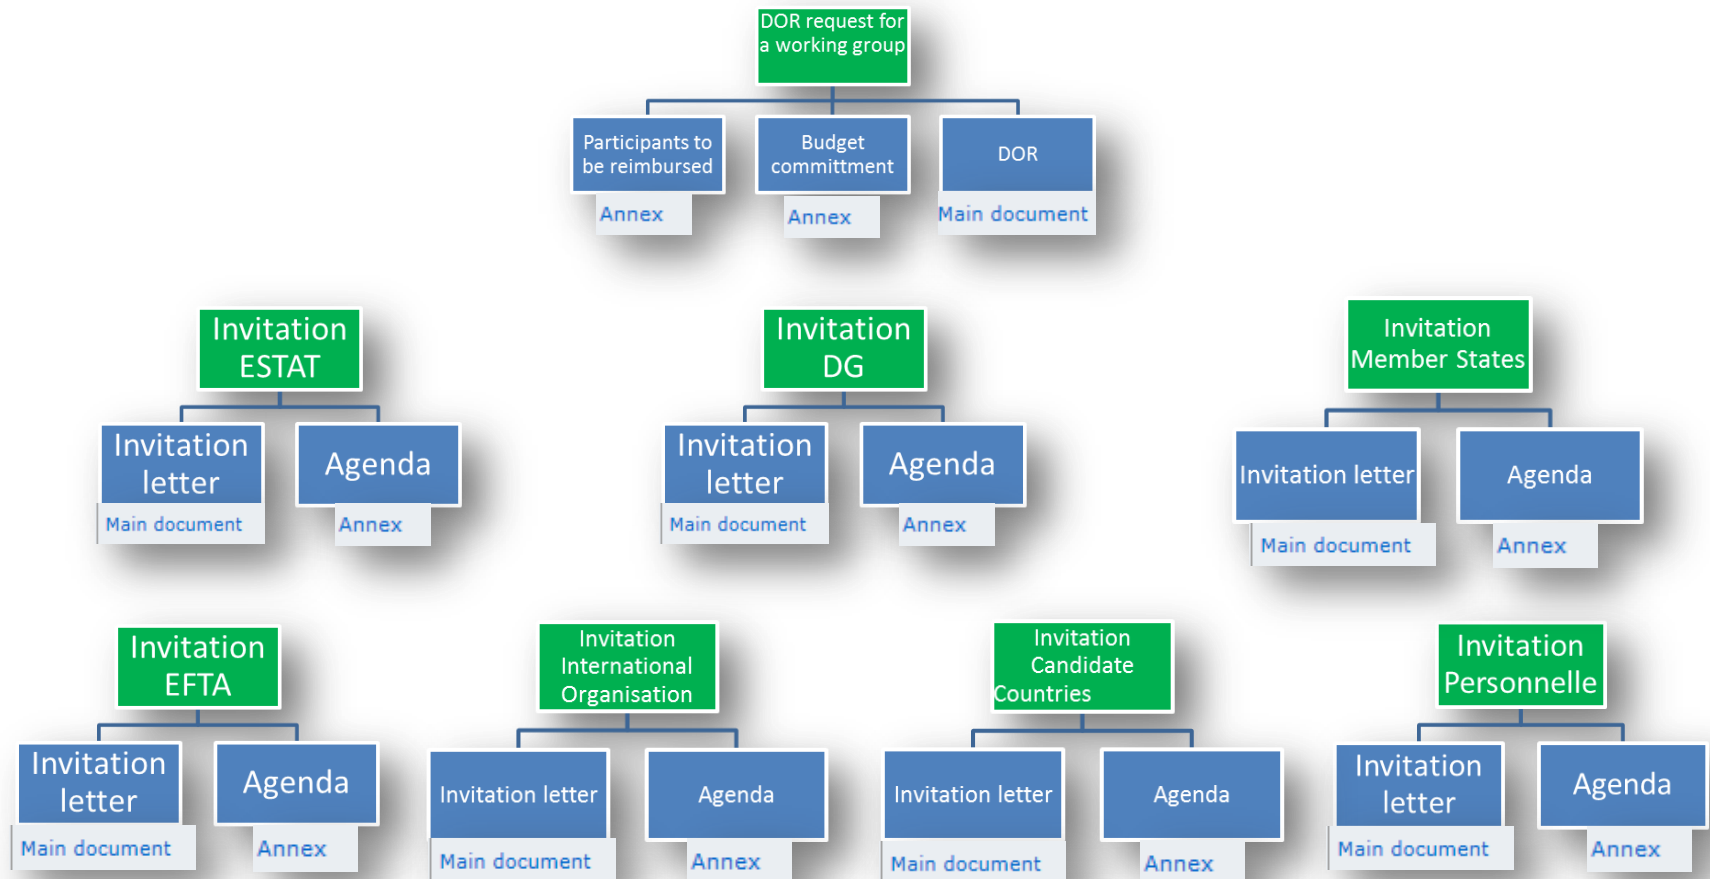 DOR request for
a working group
Participants to
be reimbursed
Annex
Budget
committment
Annex
DOR
Main document
Invitation
ESTAT
Invitation
letter
Main document
Agenda
Annex
Invitation
DG
Invitation
letter
Main document
Agenda
Annex
Invitation
Member States
Invitation letter
Main document
Agenda
Annex
Invitation
EFTA
Invitation
letter
Main document
Agenda
Annex
Invitation
International
Organisation
Invitation letter
Main document
Agenda
Annex
Invitation
Candidate
Countries
Invitation letter
Main document
Agenda
Annex
Invitation
Personnelle
Invitation
letter
Main document
Agenda
Annex